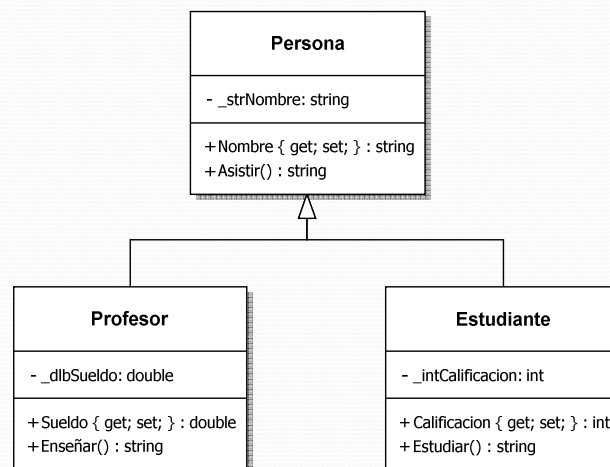 Persona
- _strNombre: string
+ Nombre { get; set; } : string
+ Asistir() : string
Profesor
- _dlbSueldo: double
+ Sueldo { get; set; } : double
+ Enseñar() : string
Estudiante
- _intCalificacion: int
+ Calificacion { get; set; } : int
+ Estudiar() : string